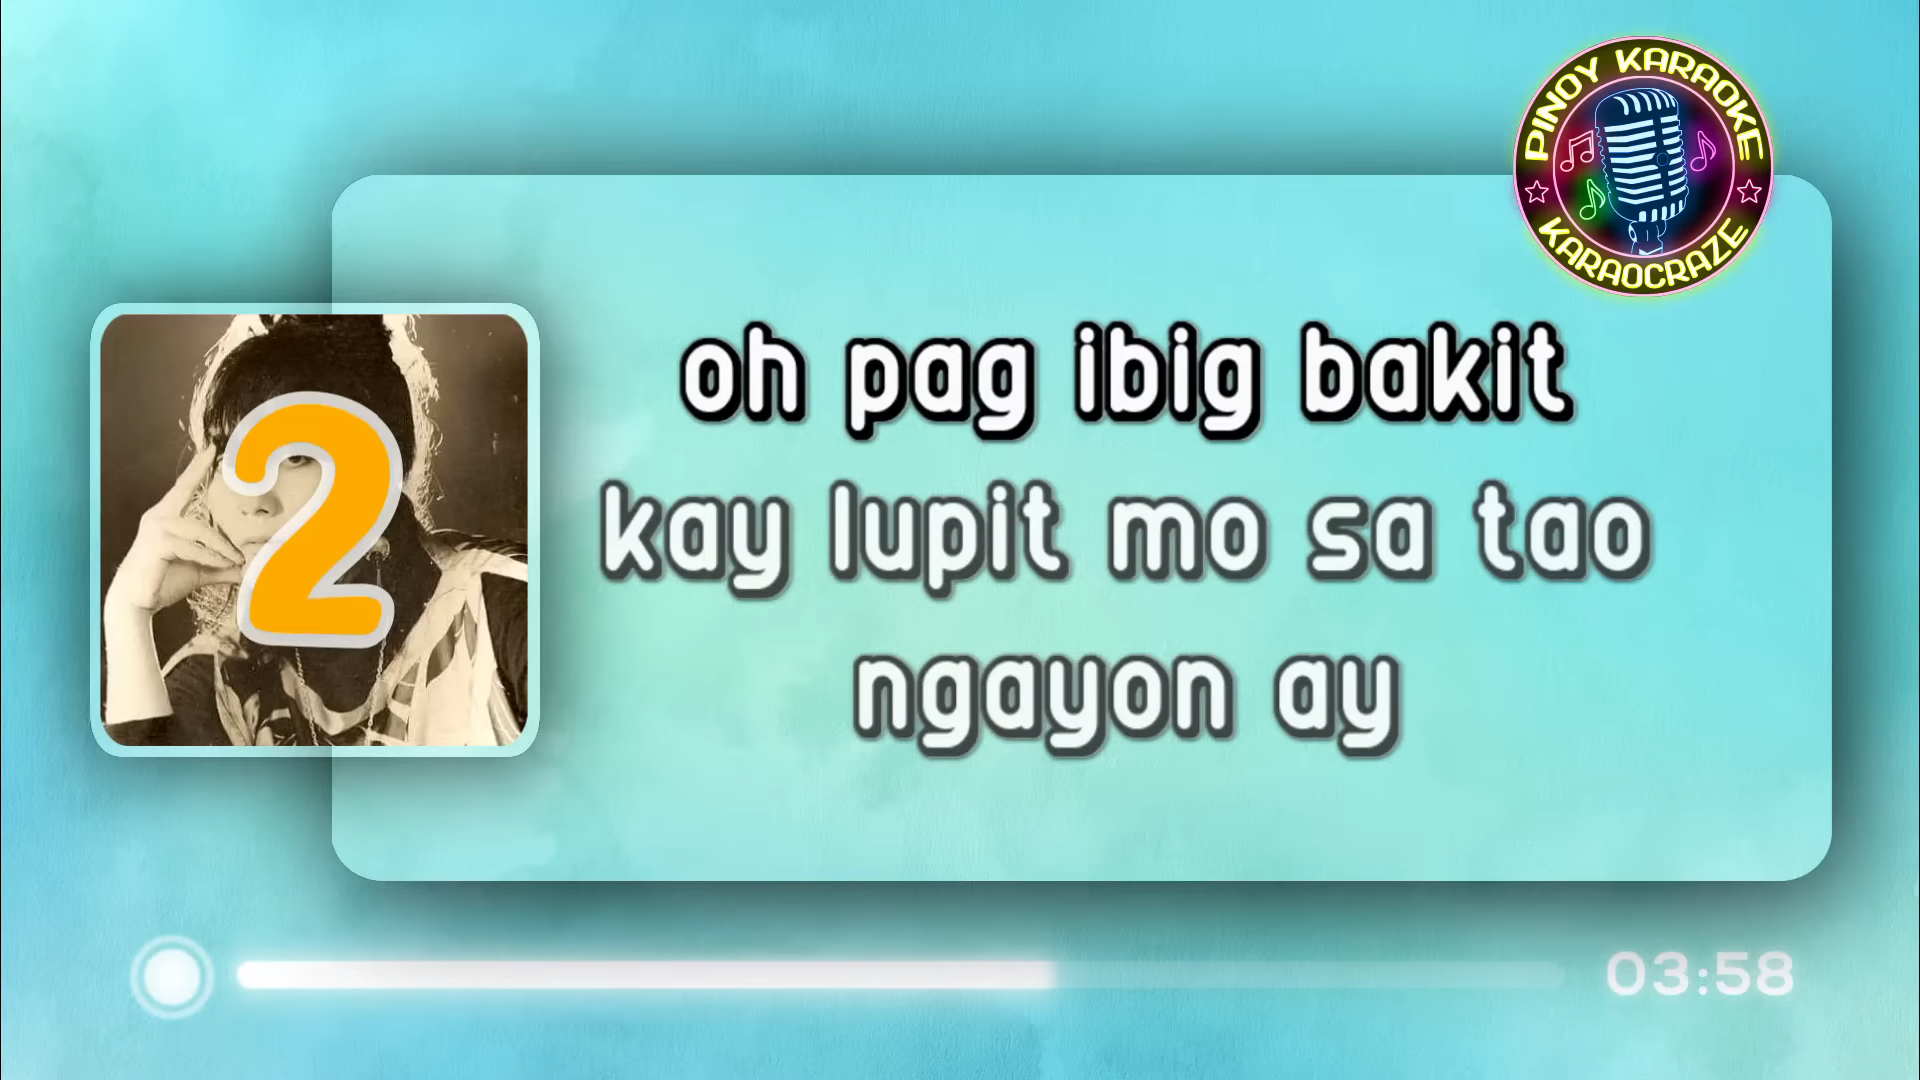 PINOY KARAOKE
KARAOCRAZE
2
oh pag ibig bakit
kay lupit mo sa tao
ngayon ay
03:58